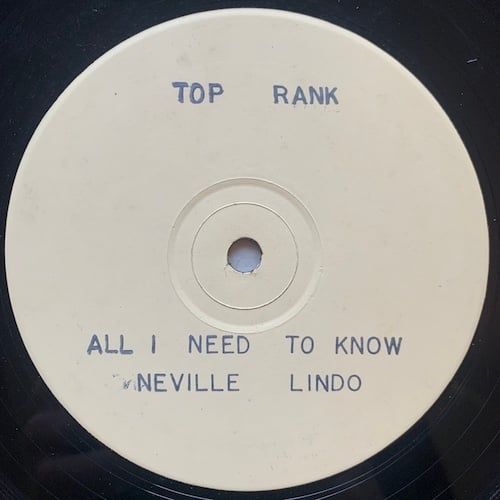 TOP RANK
ALL I NEED TO KNOW
NEVILLE LINDO